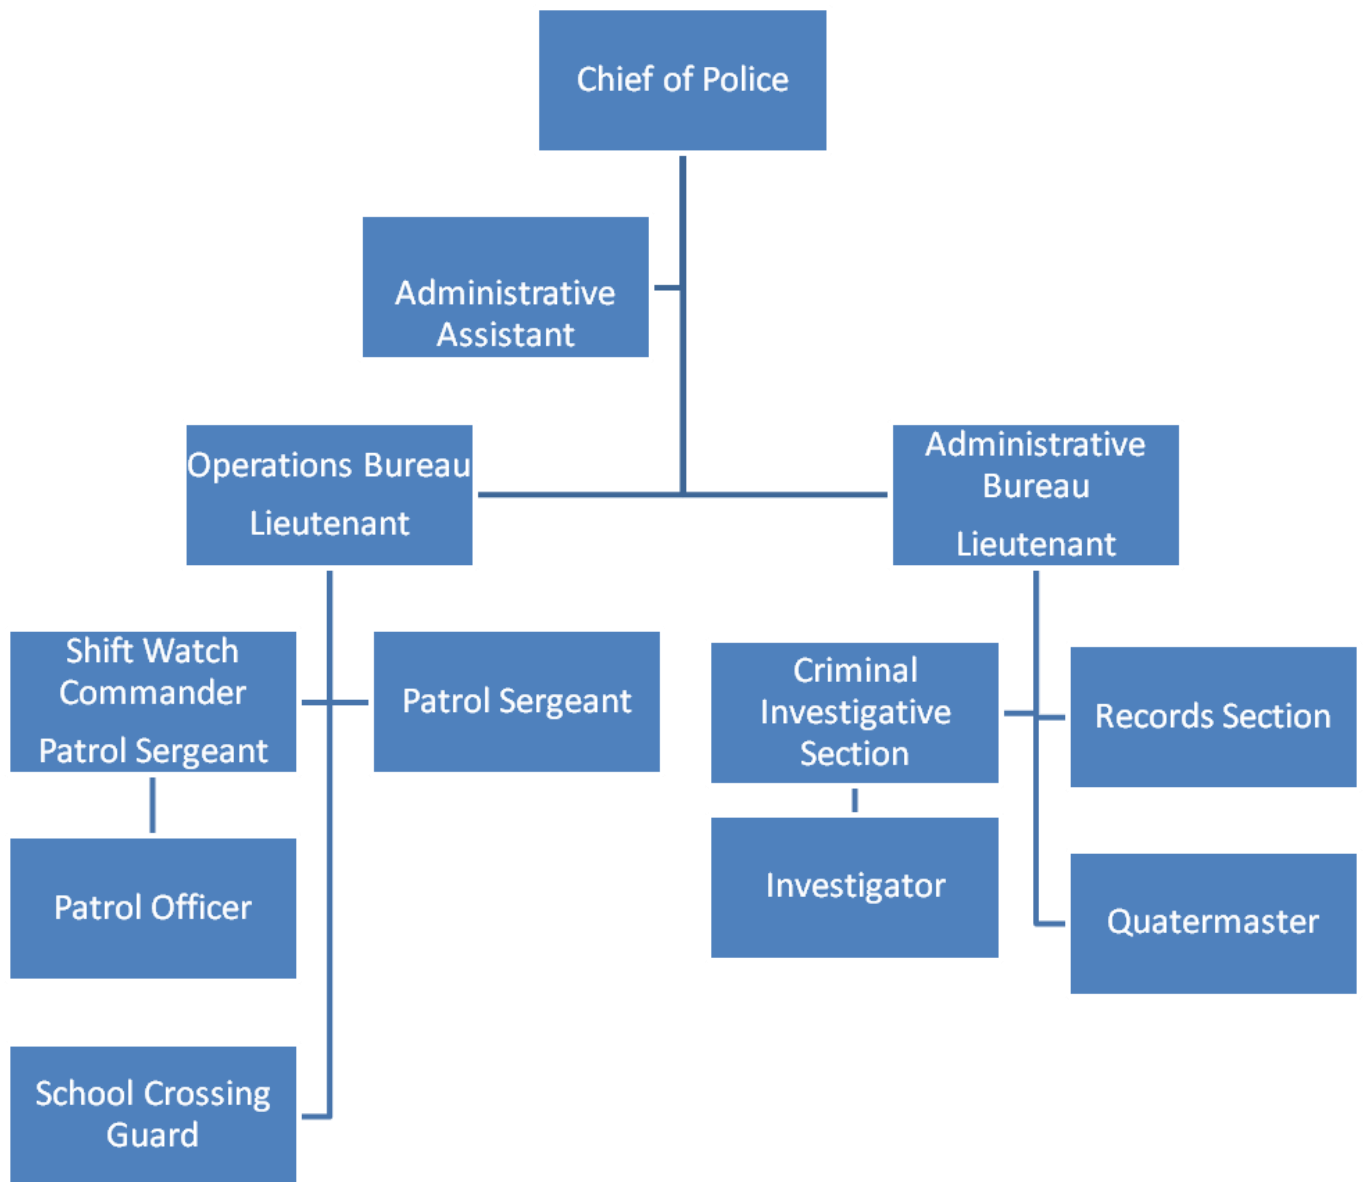 Chief of Police
Administrative
Assistant
Operations Bureau
Lieutenant
Administrative
Bureau
Lieutenant
Shift Watch
Commander
Patrol Sergeant
Patrol Sergeant
Criminal
Investigative
Section
Records Section
Patrol Officer
Investigator
Quatermaster
School Crossing
Guard